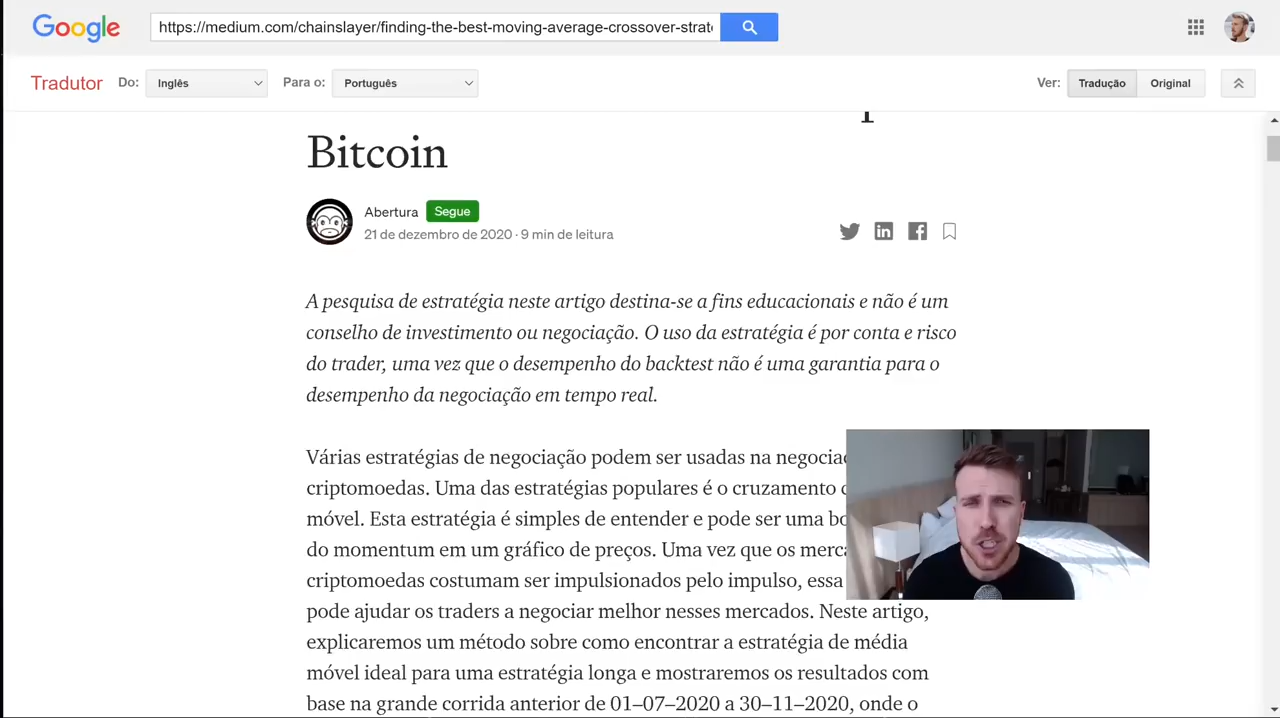 Google
https://medium.com/chainslayer/finding-the-best-moving-average-crossover-strat
Tradutor Do: Inglês Para o: Português Ver: Tradução Original
Bitcoin
Abertura Segue
21 de dezembro de 2020 · 9 min de leitura
A pesquisa de estratégia neste artigo destina-se a fins educacionais e não é um
conselho de investimento ou negociação. O uso da estratégia é por conta e risco
do trader, uma vez que o desempenho do backtest não é uma garantia para o
desempenho da negociação em tempo real.
Várias estratégias de negociação podem ser usadas na
criptomoedas. Uma das estratégias populares é o cruzamento
móvel. Esta estratégia é simples de entender e pode ser uma
do momentum em um gráfico de preços. Uma vez que os
criptomoedas costumam ser impulsionados pelo impulso, essa
pode ajudar os traders a negociar melhor nesses mercados. Neste artigo,
explicaremos um método sobre como encontrar a estratégia de média
móvel ideal para uma estratégia longa e mostraremos os resultados com
base na grande corrida anterior de 01–07–2020 a 30–11–2020, onde o